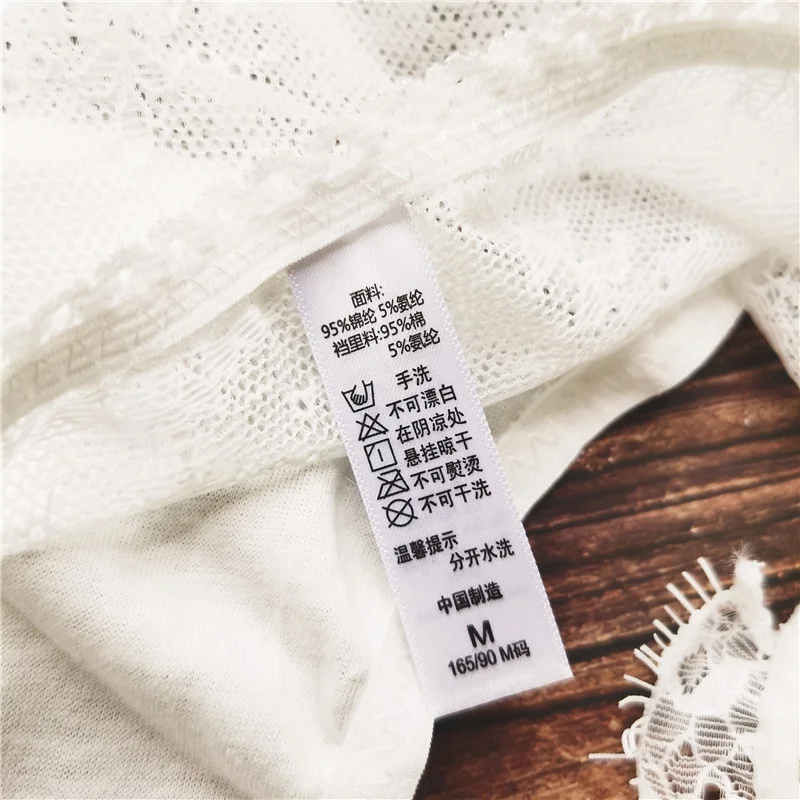 面料:
95%锦纶 5%氨纶
裆里料:95%棉
5%氨纶
手洗
不可漂白
在阴凉处
悬挂晾干
不可熨烫
不可干洗
温馨提示
分开水洗
中国制造
M
165/90 M码